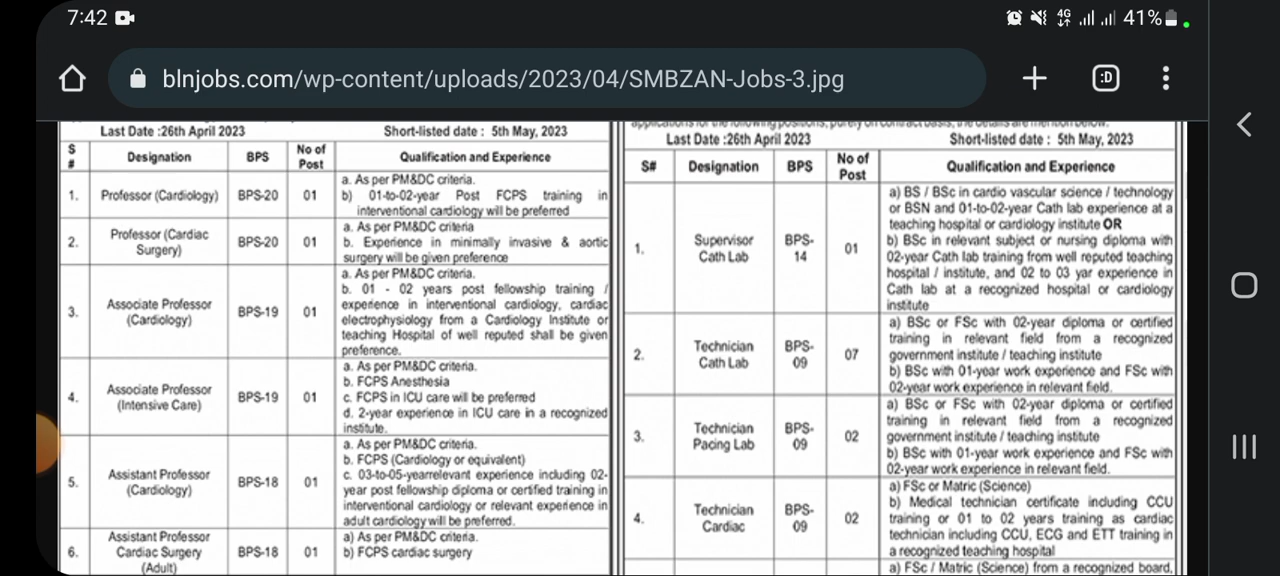 7:42
4G
41%
blnjobs.com/wp-content/uploads/2023/04/SMBZAN-Jobs-3.jpg
:D
Last Date :26th April 2023 Short-listed date : 5th May, 2023
S # Designation BPS No of Post Qualification and Experience
1. Professor (Cardiology) BPS-20 01
a. As per PM&DC criteria.
b) 01-to-02-year Post FCPS training in
interventional cardiology will be preferred
2. Professor (Cardiac Surgery) BPS-20 01
a. As per PM&DC criteria
b. Experience in minimally invasive & aortic
surgery will be given preference
3. Associate Professor (Cardiology) BPS-19 01
a. As per PM&DC criteria.
b. 01 - 02 years post fellowship training /
experience in interventional cardiology, cardiac
electrophysiology from a Cardiology Institute or
teaching Hospital of well reputed shall be given
preference.
4. Associate Professor (Intensive Care) BPS-19 01
a. As per PM&DC criteria.
b. FCPS Anesthesia
c. FCPS in ICU care will be preferred
d. 2-year experience in ICU care in a recognized
institute.
5. Assistant Professor (Cardiology) BPS-18 01
a. As per PM&DC criteria.
b. FCPS (Cardiology or equivalent)
c. 03-to-05-yearrelevant experience including 02-
year post fellowship diploma or certified training in
interventional cardiology or relevant experience in
adult cardiology will be preferred.
6. Assistant Professor Cardiac Surgery (Adult) BPS-18 01
a) As per PM&DC criteria.
b) FCPS cardiac surgery
applications for the following positions, purely on contract basis, the details are mention below.
Last Date :26th April 2023 Short-listed date : 5th May, 2023
S# Designation BPS No of Post Qualification and Experience
1. Supervisor Cath Lab BPS-14 01
a) BS / BSc in cardio vascular science / technology
or BSN and 01-to-02-year Cath lab experience at a
teaching hospital or cardiology institute OR
b) BSc in relevant subject or nursing diploma with
02-year Cath lab training from well reputed teaching
hospital / institute, and 02 to 03 yar experience in
Cath lab at a recognized hospital or cardiology
institute
2. Technician Cath Lab BPS-09 07
a) BSc or FSc with 02-year diploma or certified
training in relevant field from a recognized
government institute / teaching institute
b) BSc with 01-year work experience and FSc with
02-year work experience in relevant field.
3. Technician Pacing Lab BPS-09 02
a) BSc or FSc with 02-year diploma or certified
training in relevant field from a recognized
government institute / teaching institute
b) BSc with 01-year work experience and FSc with
02-year work experience in relevant field.
4. Technician Cardiac BPS-09 02
a) FSc or Matric (Science)
b) Medical technician certificate including CCU
training or 01 to 02 years training as cardiac
technician including CCU, ECG and ETT training in
a recognized teaching hospital
a) FSc / Matric (Science) from a recognized board,